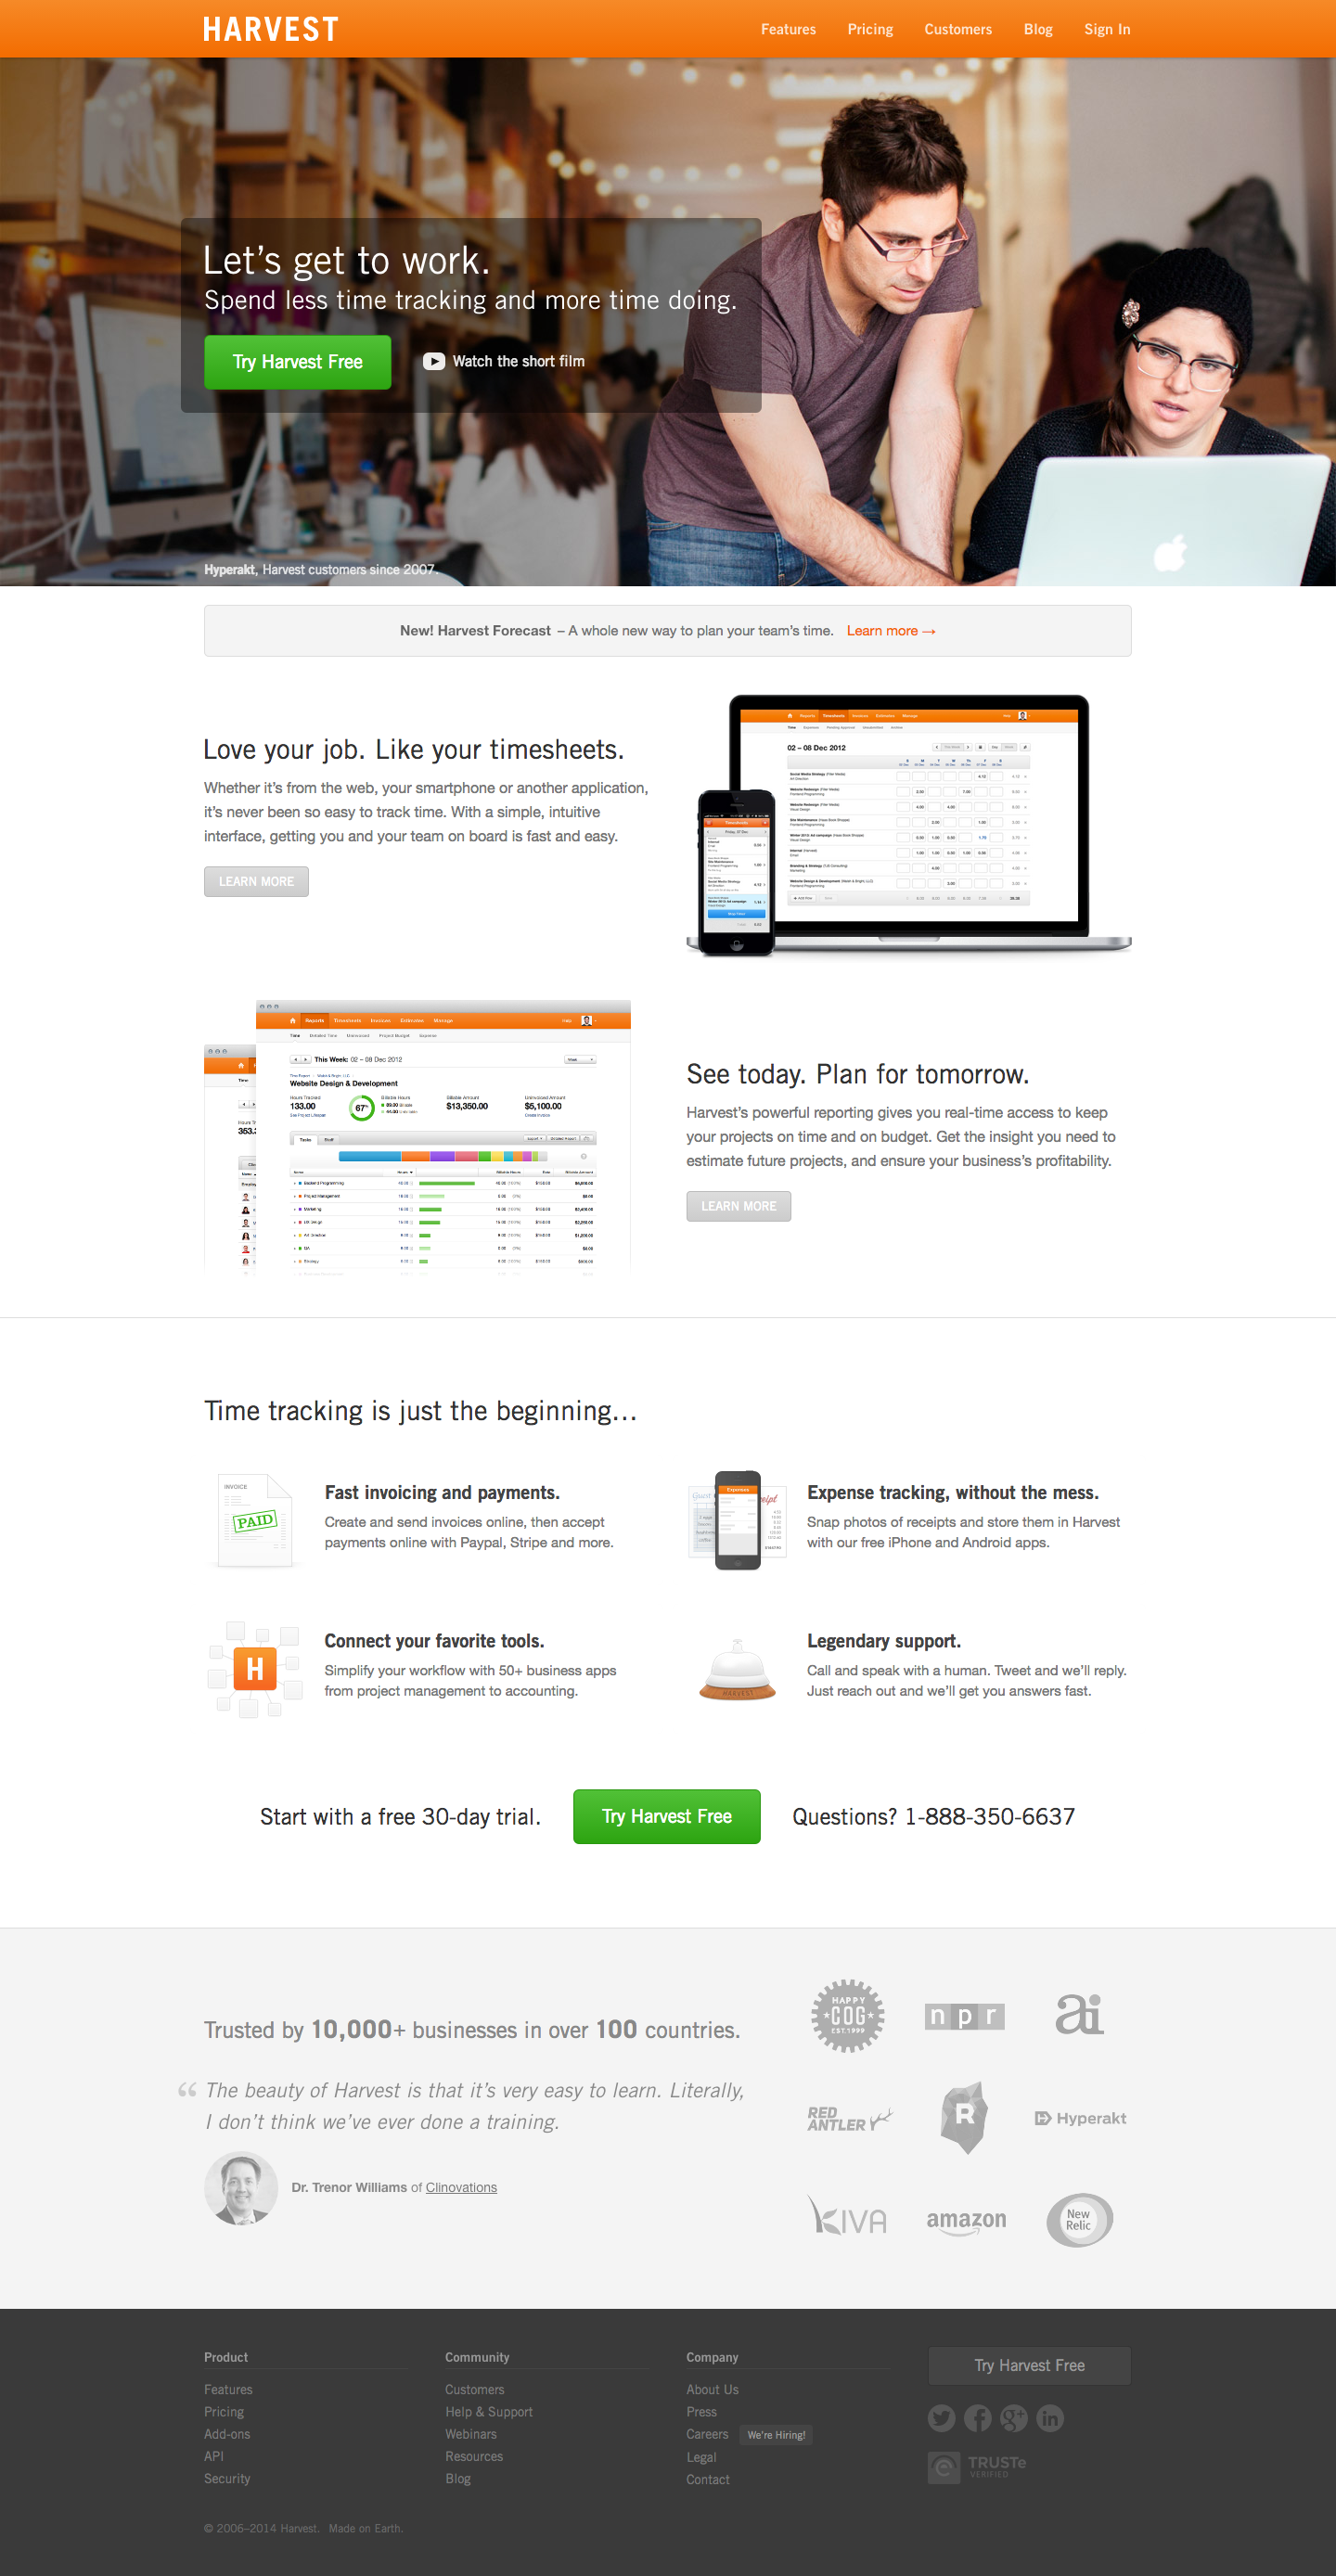 HARVEST
Features Pricing Customers Blog Sign In
Let's get to work.
Spend less time tracking and more time doing.
Try Harvest Free
Watch the short film
Hyperakt, Harvest customers since 2007.
New! Harvest Forecast – A whole new way to plan your team's time. Learn more →
Love your job. Like your timesheets.
Whether it's from the web, your smartphone or another application,
it's never been so easy to track time. With a simple, intuitive
interface, getting you and your team on board is fast and easy.
LEARN MORE
02 – 08 Dec 2012
This Week: 02 – 08 Dec 2012
Website Design & Development
133.00
67%
$13,350.00
$5,100.00
See today. Plan for tomorrow.
Harvest's powerful reporting gives you real-time access to keep
your projects on time and on budget. Get the insight you need to
estimate future projects, and ensure your business's profitability.
LEARN MORE
Time tracking is just the beginning...
INVOICE
PAID
Fast invoicing and payments.
Create and send invoices online, then accept
payments online with Paypal, Stripe and more.
Expenses
Expense tracking, without the mess.
Snap photos of receipts and store them in Harvest
with our free iPhone and Android apps.
H
Connect your favorite tools.
Simplify your workflow with 50+ business apps
from project management to accounting.
HARVEST
Legendary support.
Call and speak with a human. Tweet and we'll reply.
Just reach out and we'll get you answers fast.
Start with a free 30-day trial.
Try Harvest Free
Questions? 1-888-350-6637
Trusted by 10,000+ businesses in over 100 countries.
“ The beauty of Harvest is that it's very easy to learn. Literally,
I don't think we've ever done a training.
Dr. Trenor Williams of Clinovations
HAPPY
COG
EST.1999
npr
ai
RED
ANTLER
R
Hyperakt
KIVA
amazon
New
Relic
Product
Features
Pricing
Add-ons
API
Security
Community
Customers
Help & Support
Webinars
Resources
Blog
Company
About Us
Press
Careers We're Hiring!
Legal
Contact
Try Harvest Free
TRUSTe
VERIFIED
© 2006–2014 Harvest. Made on Earth.